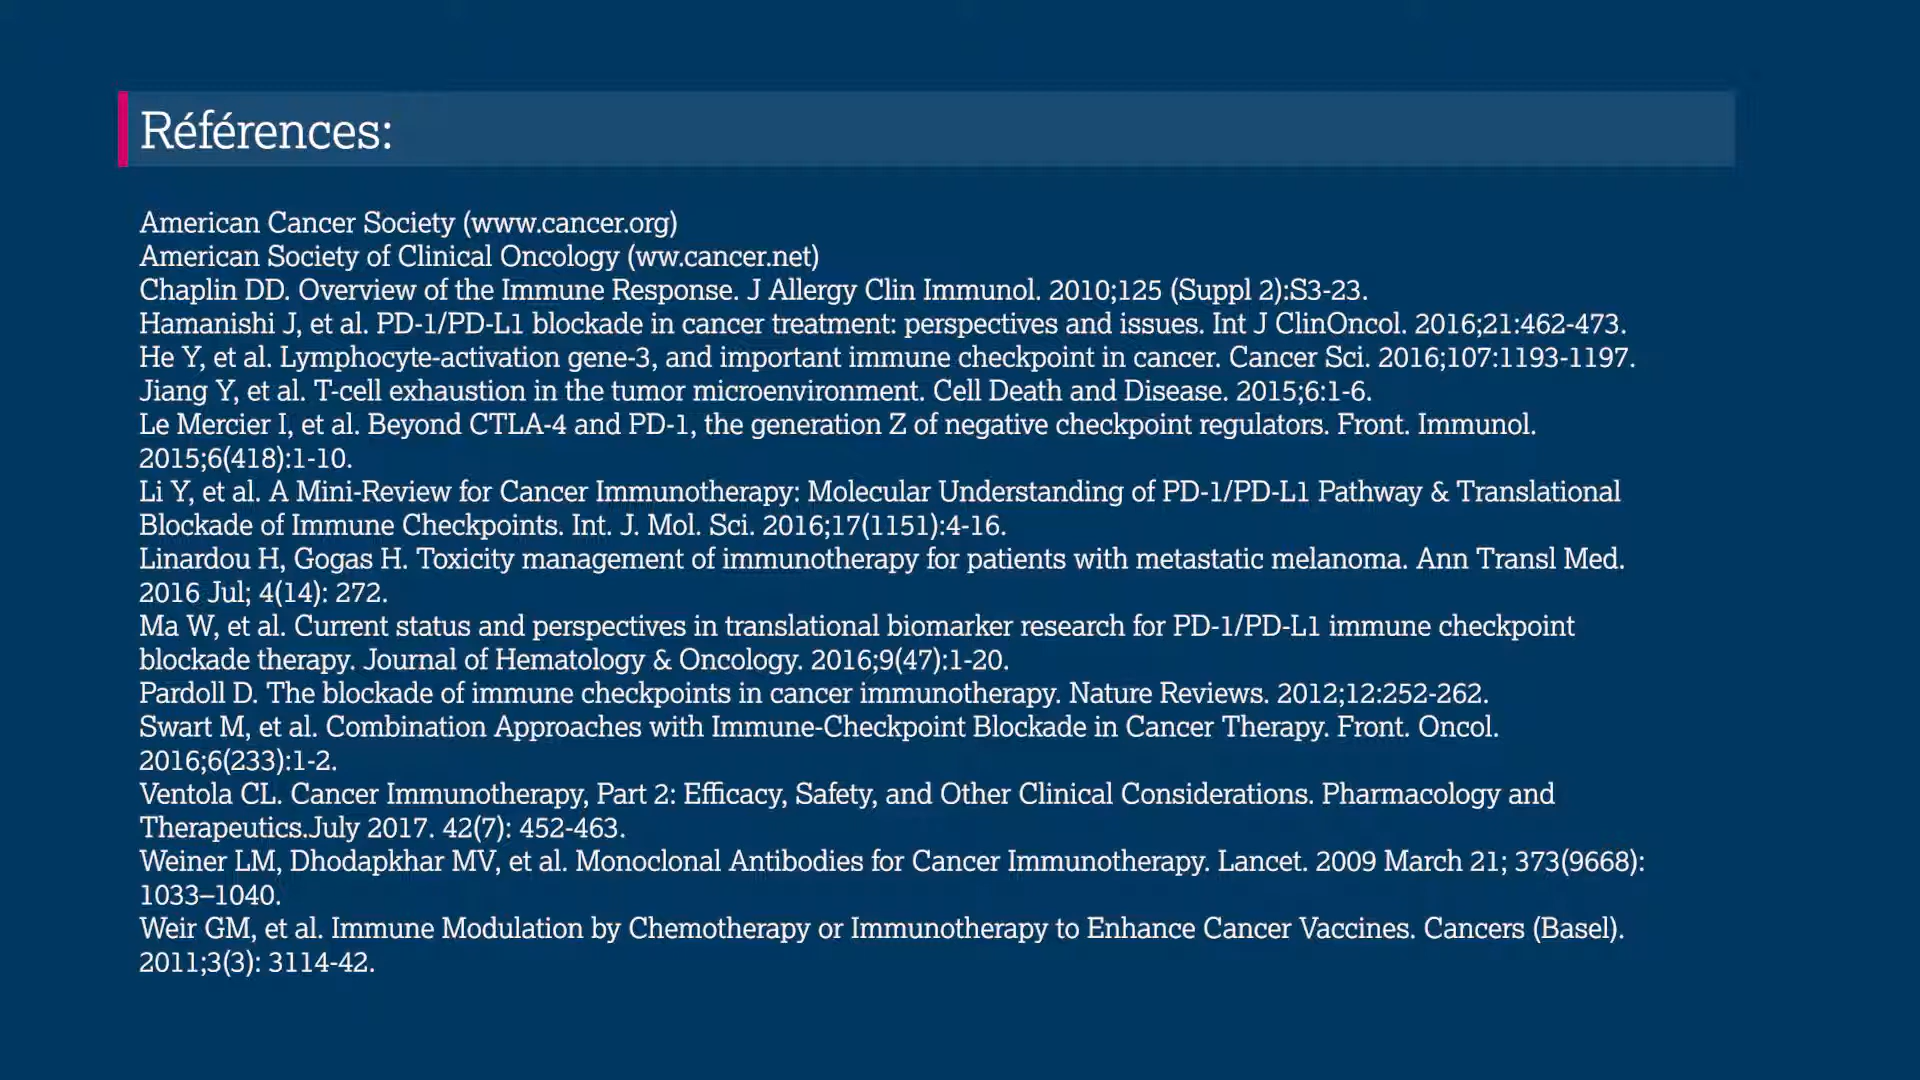 Références:
American Cancer Society (www.cancer.org)
American Society of Clinical Oncology (ww.cancer.net)
Chaplin DD. Overview of the Immune Response. J Allergy Clin Immunol. 2010;125 (Suppl 2):S3-23.
Hamanishi J, et al. PD-1/PD-L1 blockade in cancer treatment: perspectives and issues. Int J ClinOncol. 2016;21:462-473.
He Y, et al. Lymphocyte-activation gene-3, and important immune checkpoint in cancer. Cancer Sci. 2016;107:1193-1197.
Jiang Y, et al. T-cell exhaustion in the tumor microenvironment. Cell Death and Disease. 2015;6:1-6.
Le Mercier I, et al. Beyond CTLA-4 and PD-1, the generation Z of negative checkpoint regulators. Front. Immunol.
2015;6(418):1-10.
Li Y, et al. A Mini-Review for Cancer Immunotherapy: Molecular Understanding of PD-1/PD-L1 Pathway & Translational
Blockade of Immune Checkpoints. Int. J. Mol. Sci. 2016;17(1151):4-16.
Linardou H, Gogas H. Toxicity management of immunotherapy for patients with metastatic melanoma. Ann Transl Med.
2016 Jul; 4(14): 272.
Ma W, et al. Current status and perspectives in translational biomarker research for PD-1/PD-L1 immune checkpoint
blockade therapy. Journal of Hematology & Oncology. 2016;9(47):1-20.
Pardoll D. The blockade of immune checkpoints in cancer immunotherapy. Nature Reviews. 2012;12:252-262.
Swart M, et al. Combination Approaches with Immune-Checkpoint Blockade in Cancer Therapy. Front. Oncol.
2016;6(233):1-2.
Ventola CL. Cancer Immunotherapy, Part 2: Efficacy, Safety, and Other Clinical Considerations. Pharmacology and
Therapeutics.July 2017. 42(7): 452-463.
Weiner LM, Dhodapkhar MV, et al. Monoclonal Antibodies for Cancer Immunotherapy. Lancet. 2009 March 21; 373(9668):
1033–1040.
Weir GM, et al. Immune Modulation by Chemotherapy or Immunotherapy to Enhance Cancer Vaccines. Cancers (Basel).
2011;3(3): 3114-42.